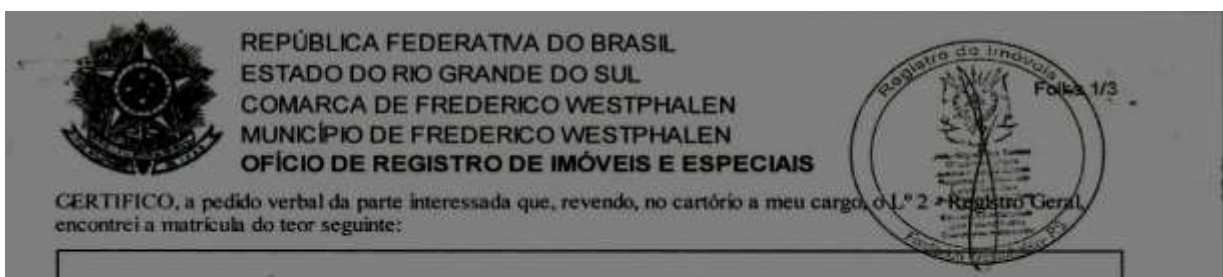 REPÚBLICA FEDERATIVA DO BRASIL
ESTADO DO RIO GRANDE DO SUL
COMARCA DE FREDERICO WESTPHALEN
MUNICÍPIO DE FREDERICO WESTPHALEN
OFÍCIO DE REGISTRO DE IMÓVEIS E ESPECIAIS
Registro de Imóveis
Folha 1/3
CERTIFICO, a pedido verbal da parte interessada que, revendo, no cartório a meu cargo, o L° 2 - Registro Geral,
encontrei a matrícula do teor seguinte: